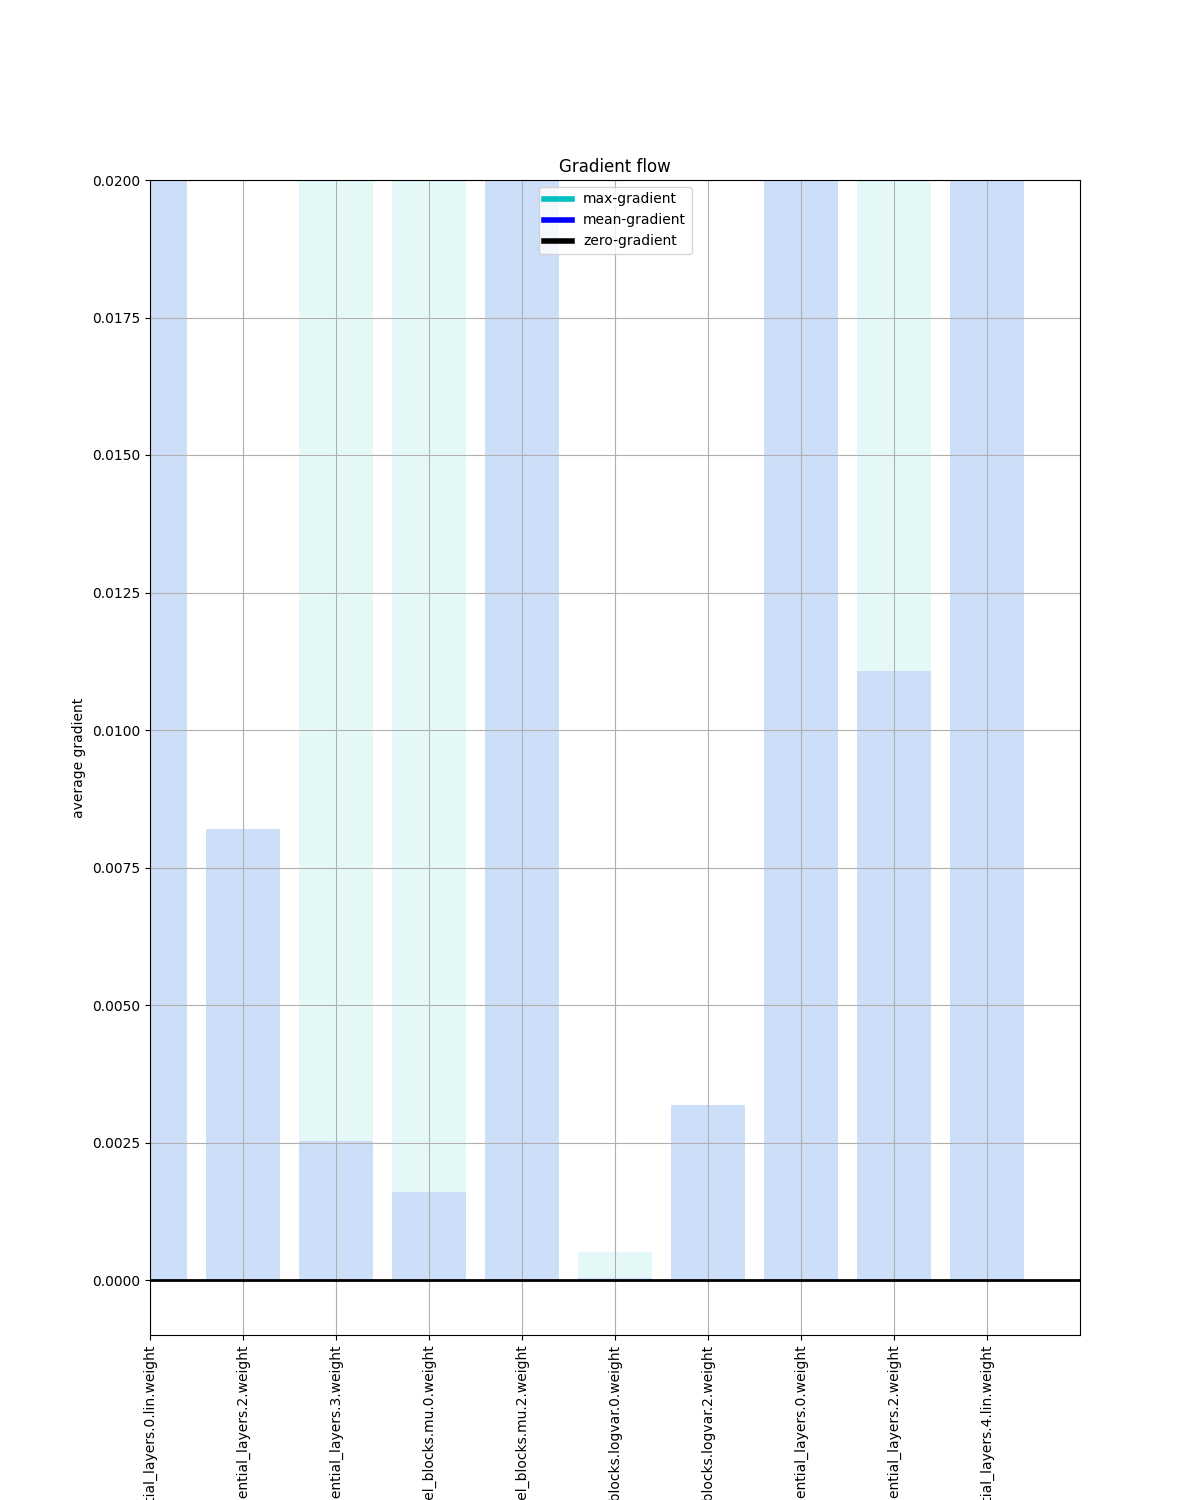 Gradient flow
max-gradient
mean-gradient
zero-gradient
0.0200
0.0175
0.0150
0.0125
0.0100
0.0075
0.0050
0.0025
0.0000
average gradient
tial_layers.0.lin.weight
ential_layers.2.weight
ential_layers.3.weight
el_blocks.mu.0.weight
el_blocks.mu.2.weight
blocks.logvar.0.weight
blocks.logvar.2.weight
ential_layers.0.weight
ential_layers.2.weight
tial_layers.4.lin.weight